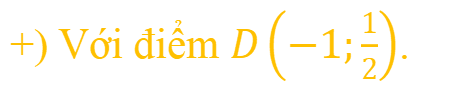 +) Với điểm D (−1; 1/2).